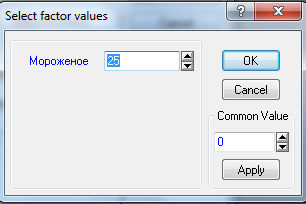 Select factor values
Мороженое 25
OK
Cancel
Common Value
0
Apply